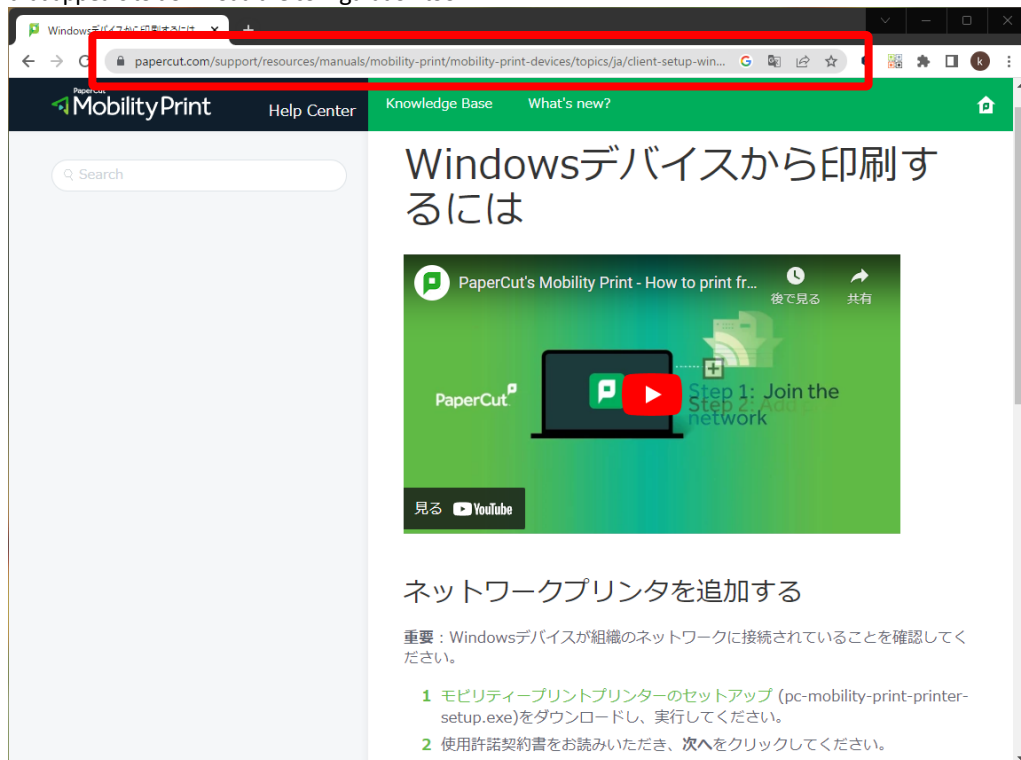 Windowsデバイスから印刷するには
papercut.com/support/resources/manuals/mobility-print/mobility-print-devices/topics/ja/client-setup-win...
k
PaperCut
Mobility Print
Help Center
Knowledge Base
What's new?
Search
Windowsデバイスから印刷す
るには
PaperCut's Mobility Print - How to print fr...
後で見る
共有
PaperCut
Step 1: Join the
Step 2: Add
network
見る YouTube
ネットワークプリンタを追加する
重要：Windowsデバイスが組織のネットワークに接続されていることを確認してく
ださい。
1 モビリティープリントプリンターのセットアップ (pc-mobility-print-printer-
setup.exe)をダウンロードし、実行してください。
2 使用許諾契約書をお読みいただき、次へをクリックしてください。